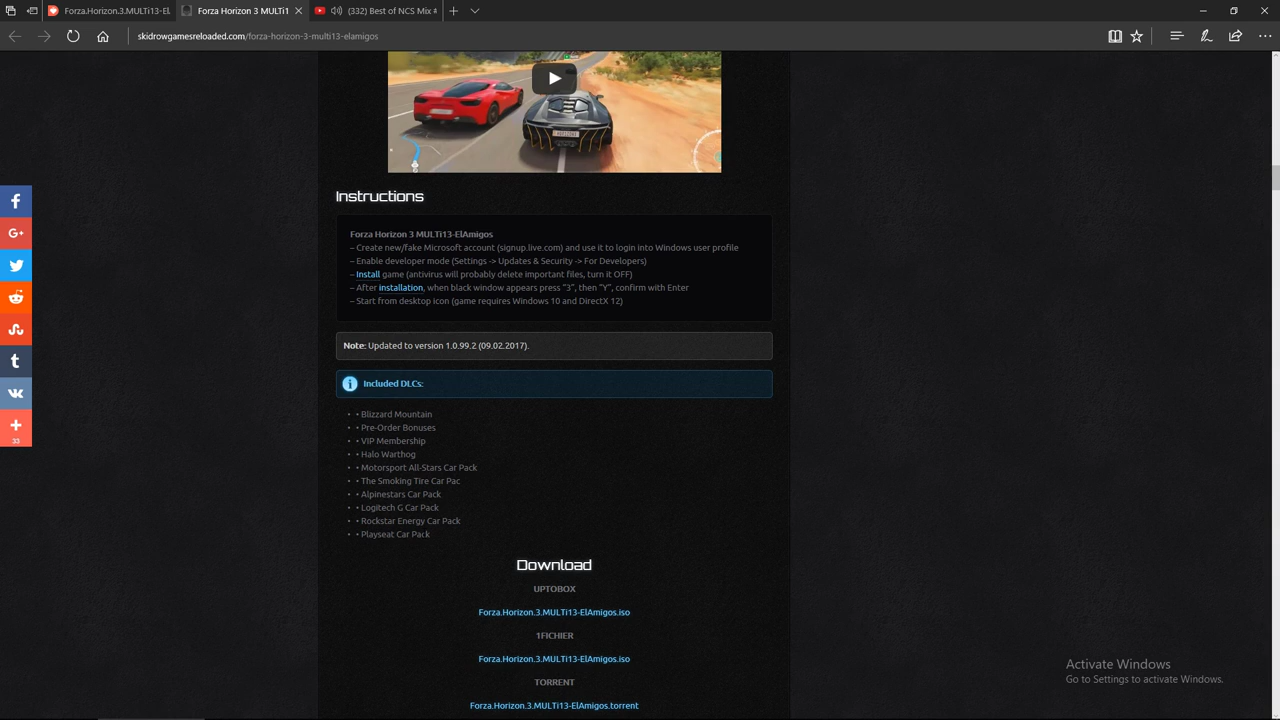 Forza.Horizon.3.MULTi13-El
Forza Horizon 3 MULTi1
(332) Best of NCS Mix #
skidrowgamesreloaded.com/forza-horizon-3-multi13-elamigos
Instructions
Forza Horizon 3 MULTi13-ElAmigos
– Create new/fake Microsoft account (signup.live.com) and use it to login into Windows user profile
– Enable developer mode (Settings -> Updates & Security -> For Developers)
– Install game (antivirus will probably delete important files, turn it OFF)
– After installation, when black window appears press "3", then "Y", confirm with Enter
– Start from desktop icon (game requires Windows 10 and DirectX 12)
Note: Updated to version 1.0.99.2 (09.02.2017).
Included DLCs:
• • Blizzard Mountain
• • Pre-Order Bonuses
• • VIP Membership
• • Halo Warthog
• • Motorsport All-Stars Car Pack
• • The Smoking Tire Car Pac
• • Alpinestars Car Pack
• • Logitech G Car Pack
• • Rockstar Energy Car Pack
• • Playseat Car Pack
33
Download
UPTOBOX
Forza.Horizon.3.MULTi13-ElAmigos.iso
1FICHIER
Forza.Horizon.3.MULTi13-ElAmigos.iso
TORRENT
Forza.Horizon.3.MULTi13-ElAmigos.torrent
Activate Windows
Go to Settings to activate Windows.